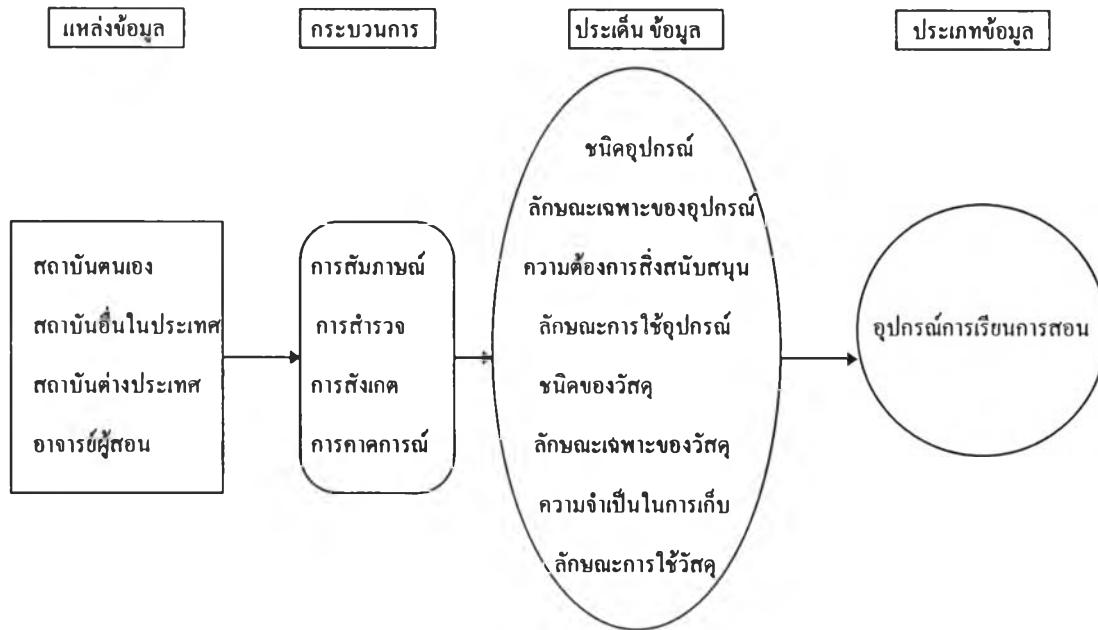 แหล่งข้อมูล
กระบวนการ
ประเด็น ข้อมูล
ประเภทข้อมูล
สถาบันตนเอง
สถาบันอื่นในประเทศ
สถาบันต่างประเทศ
อาจารย์ผู้สอน
การสัมภาษณ์
การสำรวจ
การสังเกต
การคาดการณ์
ชนิดอุปกรณ์
ลักษณะเฉพาะของอุปกรณ์
ความต้องการสิ่งสนับสนุน
ลักษณะการใช้อุปกรณ์
ชนิดของวัสดุ
ลักษณะเฉพาะของวัสดุ
ความจำเป็นในการเก็บ
ลักษณะการใช้วัสดุ
อุปกรณ์การเรียนการสอน